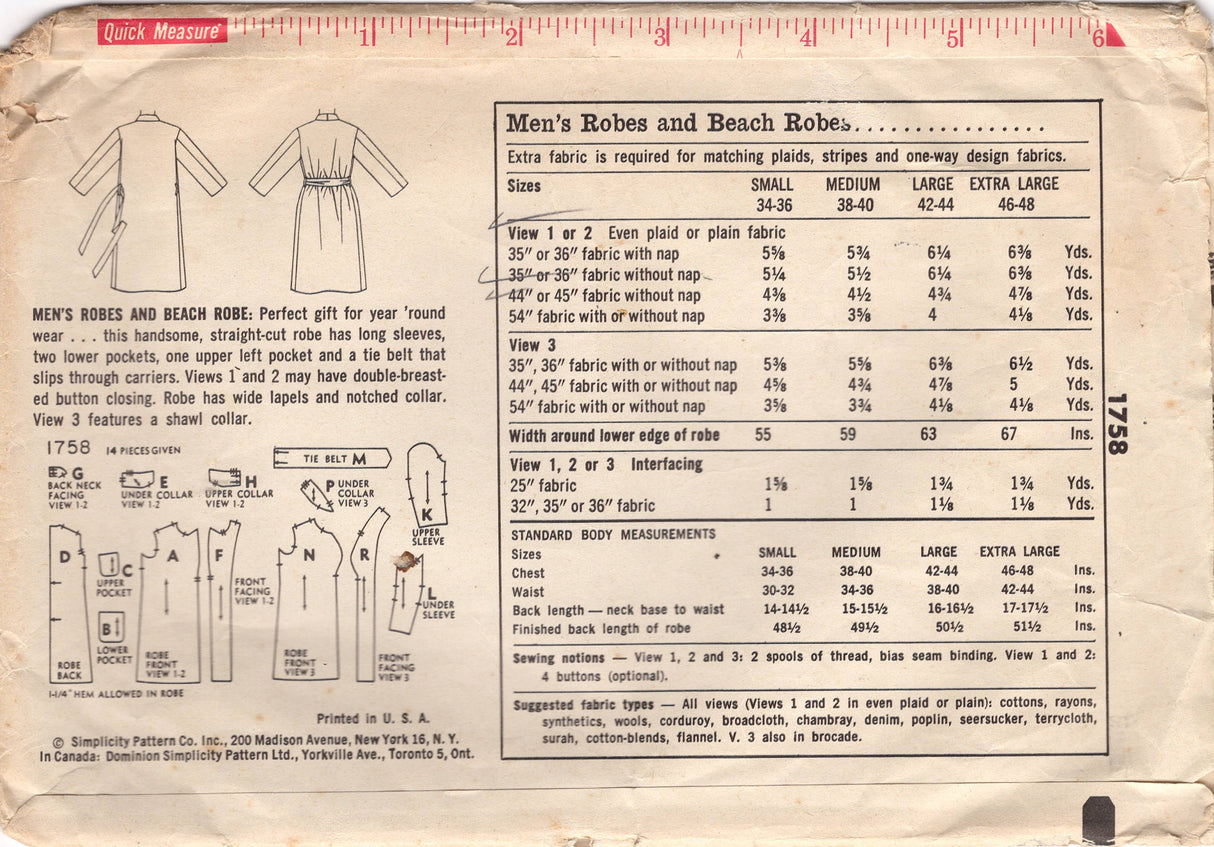 Quick Measure 1 2 3 4 5 6
MEN'S ROBES AND BEACH ROBE: Perfect gift for year 'round
wear . . . this handsome, straight-cut robe has long sleeves,
two lower pockets, one upper left pocket and a tie belt that
slips through carriers. Views 1 and 2 may have double-breast-
ed button closing. Robe has wide lapels and notched collar.
View 3 features a shawl collar.
1758 14 PIECES GIVEN
TIE BELT M
G
BACK NECK
FACING
VIEW 1-2
E
UNDER COLLAR
VIEW 1-2
H
UPPER COLLAR
VIEW 1-2
P UNDER
COLLAR
VIEW 3
K
UPPER
SLEEVE
D
ROBE
BACK
C
UPPER
POCKET
B
LOWER
POCKET
A
ROBE
FRONT
VIEW 1-2
F
FRONT
FACING
VIEW 1-2
N
ROBE
FRONT
VIEW 3
R
FRONT
FACING
VIEW 3
L
UNDER
SLEEVE
1-1/4" HEM ALLOWED IN ROBE
Printed in U. S. A.
© Simplicity Pattern Co. Inc., 200 Madison Avenue, New York 16, N. Y.
In Canada: Dominion Simplicity Pattern Ltd., Yorkville Ave., Toronto 5, Ont.
Men's Robes and Beach Robes.................
Extra fabric is required for matching plaids, stripes and one-way design fabrics.
Sizes SMALL MEDIUM LARGE EXTRA LARGE
34-36 38-40 42-44 46-48
View 1 or 2 Even plaid or plain fabric
35" or 36" fabric with nap 5⅝ 5¾ 6¼ 6⅜ Yds.
35" or 36" fabric without nap 5¼ 5½ 6¼ 6⅜ Yds.
44" or 45" fabric without nap 4⅜ 4½ 4¾ 4⅞ Yds.
54" fabric with or without nap 3⅜ 3⅝ 4 4⅛ Yds.
View 3
35", 36" fabric with or without nap 5⅜ 5⅝ 6⅜ 6½ Yds.
44", 45" fabric with or without nap 4⅝ 4¾ 4⅞ 5 Yds.
54" fabric with or without nap 3⅝ 3¾ 4⅛ 4⅛ Yds.
Width around lower edge of robe 55 59 63 67 Ins.
View 1, 2 or 3 Interfacing
25" fabric 1⅝ 1⅝ 1¾ 1¾ Yds.
32", 35" or 36" fabric 1 1 1⅛ 1⅛ Yds.
STANDARD BODY MEASUREMENTS
Sizes SMALL MEDIUM LARGE EXTRA LARGE
Chest 34-36 38-40 42-44 46-48 Ins.
Waist 30-32 34-36 38-40 42-44 Ins.
Back length — neck base to waist 14-14½ 15-15½ 16-16½ 17-17½ Ins.
Finished back length of robe 48½ 49½ 50½ 51½ Ins.
Sewing notions — View 1, 2 and 3: 2 spools of thread, bias seam binding. View 1 and 2:
4 buttons (optional).
Suggested fabric types — All views (Views 1 and 2 in even plaid or plain): cottons, rayons,
synthetics, wools, corduroy, broadcloth, chambray, denim, poplin, seersucker, terrycloth,
surah, cotton-blends, flannel. V. 3 also in brocade.
1758